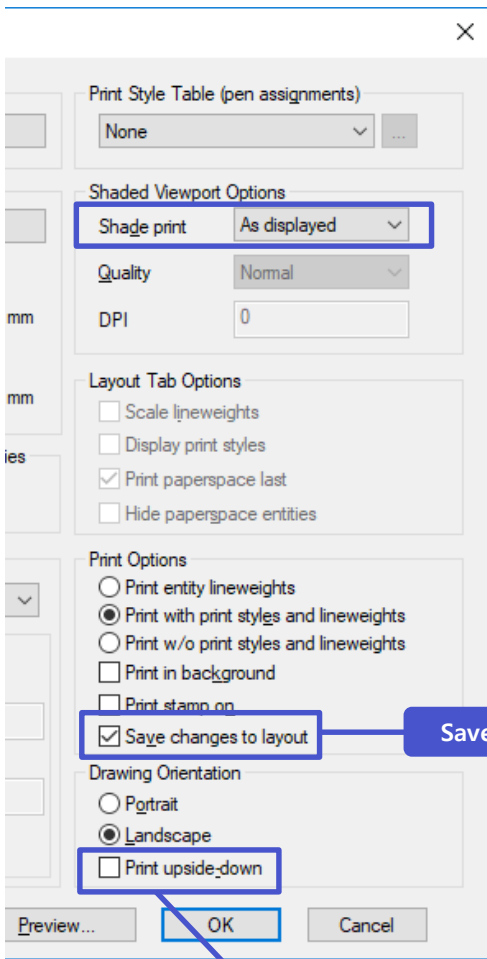 Print Style Table (pen assignments)
None
...
Shaded Viewport Options
Shade print As displayed
Quality Normal
mm DPI 0
mm
Layout Tab Options
Scale lineweights
Display print styles
ies
Print paperspace last
Hide paperspace entities
Print Options
Print entity lineweights
Print with print styles and lineweights
Print w/o print styles and lineweights
Print in background
Print stamp on
Save changes to layout Save
Drawing Orientation
Portrait
Landscape
Print upside-down
Preview... OK Cancel